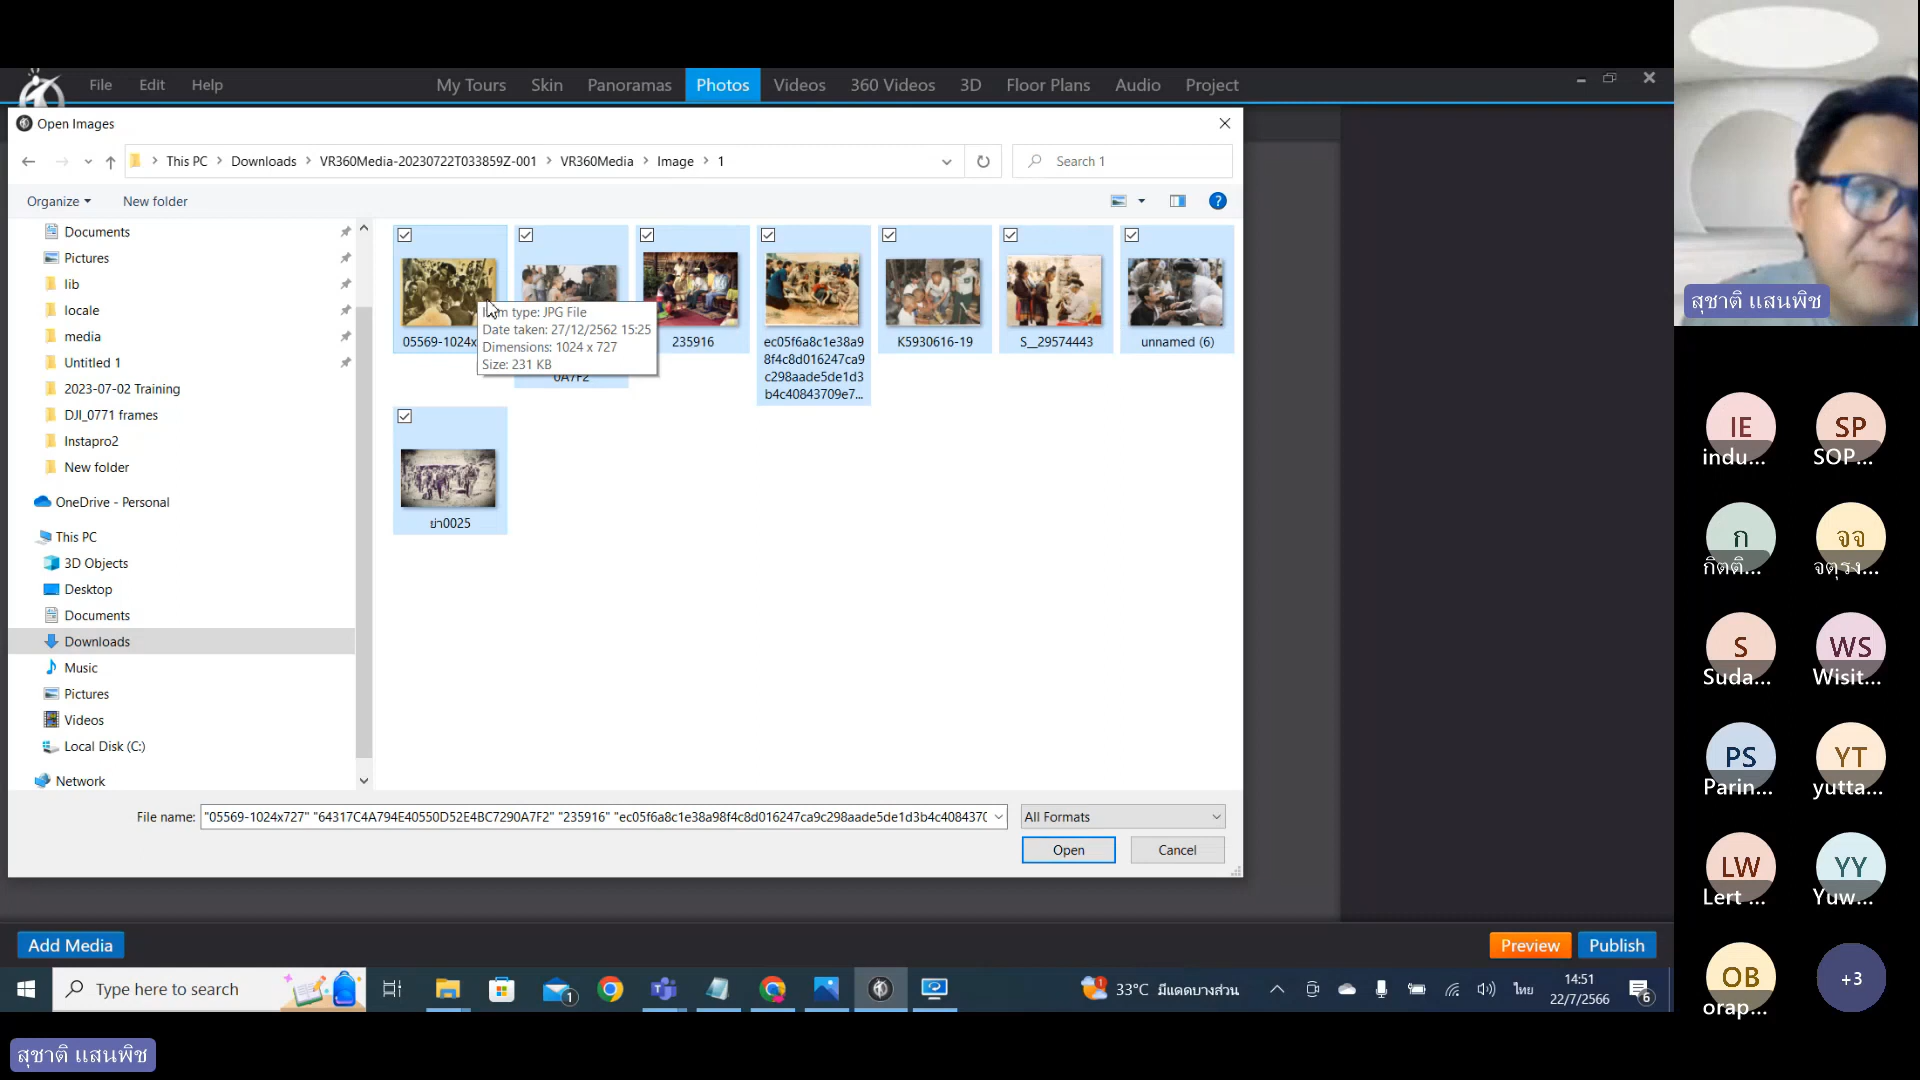 File Edit Help
My Tours Skin Panoramas Photos Videos 360 Videos 3D Floor Plans Audio Project
Open Images
This PC > Downloads > VR360Media-20230722T033859Z-001 > VR360Media > Image > 1
Search 1
Organize
New folder
Documents
Pictures
lib
locale
media
Untitled 1
2023-07-02 Training
DJI_0771 frames
Instapro2
New folder
OneDrive - Personal
This PC
3D Objects
Desktop
Documents
Downloads
Music
Pictures
Videos
Local Disk (C:)
Network
05569-1024x
0A7F2
235916
ec05f6a8c1e38a9
8f4c8d016247ca9
c298aade5de1d3
b4c40843709e7...
K5930616-19
S__29574443
unnamed (6)
ย่า0025
type: JPG File
Date taken: 27/12/2562 15:25
Dimensions: 1024 x 727
Size: 231 KB
File name: "05569-1024x727" "64317C4A794E40550D52E4BC7290A7F2" "235916" "ec05f6a8c1e38a98f4c8d016247ca9c298aade5de1d3b4c408437(
All Formats
Open
Cancel
Add Media
Preview
Publish
Type here to search
1
33°C มีแดดบางส่วน
ไทย
14:51
22/7/2566
6
สุชาติ แสนพิช
สุชาติ แสนพิช
IE
indu...
SP
SOP...
ก
กิตติ...
จจ
จตุรง...
S
Suda...
WS
Wisit...
PS
Parin...
YT
yutta...
LW
Lert ...
YY
Yuw...
OB
orap...
+3